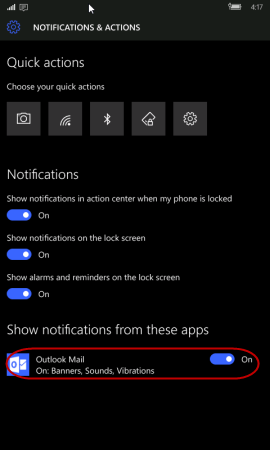 4:17
NOTIFICATIONS & ACTIONS
Quick actions
Choose your quick actions
Notifications
Show notifications in action center when my phone is locked
On
Show notifications on the lock screen
On
Show alarms and reminders on the lock screen
On
Show notifications from these apps
Outlook Mail
On
On: Banners, Sounds, Vibrations